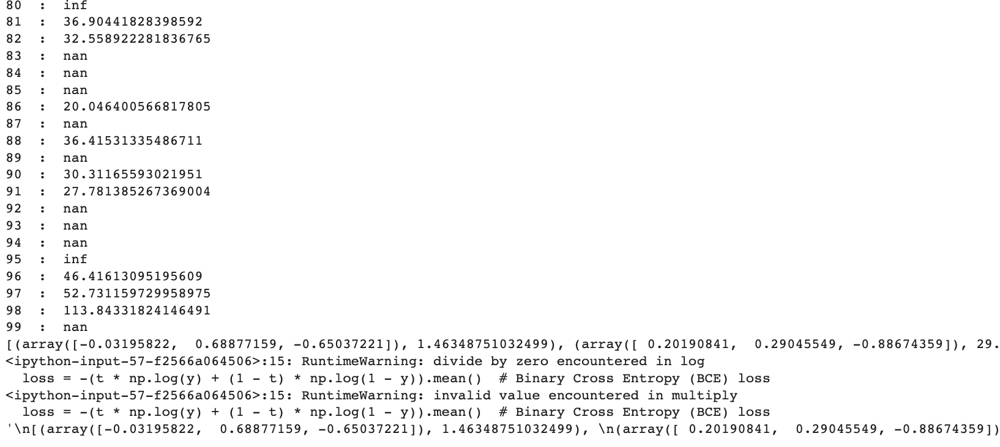 80  :  inf
81  :  36.90441828398592
82  :  32.558922281836765
83  :  nan
84  :  nan
85  :  nan
86  :  20.046400566817805
87  :  nan
88  :  36.41531335486711
89  :  nan
90  :  30.31165593021951
91  :  27.781385267369004
92  :  nan
93  :  nan
94  :  nan
95  :  inf
96  :  46.41613095195609
97  :  52.731159729958975
98  :  113.84331824146491
99  :  nan
[(array([-0.03195822,  0.68877159, -0.65037221]), 1.46348751032499), (array([ 0.20190841,  0.29045549, -0.88674359]), 29.
<ipython-input-57-f2566a064506>:15: RuntimeWarning: divide by zero encountered in log
  loss = -(t * np.log(y) + (1 - t) * np.log(1 - y)).mean()  # Binary Cross Entropy (BCE) loss
<ipython-input-57-f2566a064506>:15: RuntimeWarning: invalid value encountered in multiply
  loss = -(t * np.log(y) + (1 - t) * np.log(1 - y)).mean()  # Binary Cross Entropy (BCE) loss
'\n[(array([-0.03195822,  0.68877159, -0.65037221]), 1.46348751032499), \n(array([ 0.20190841,  0.29045549, -0.88674359])